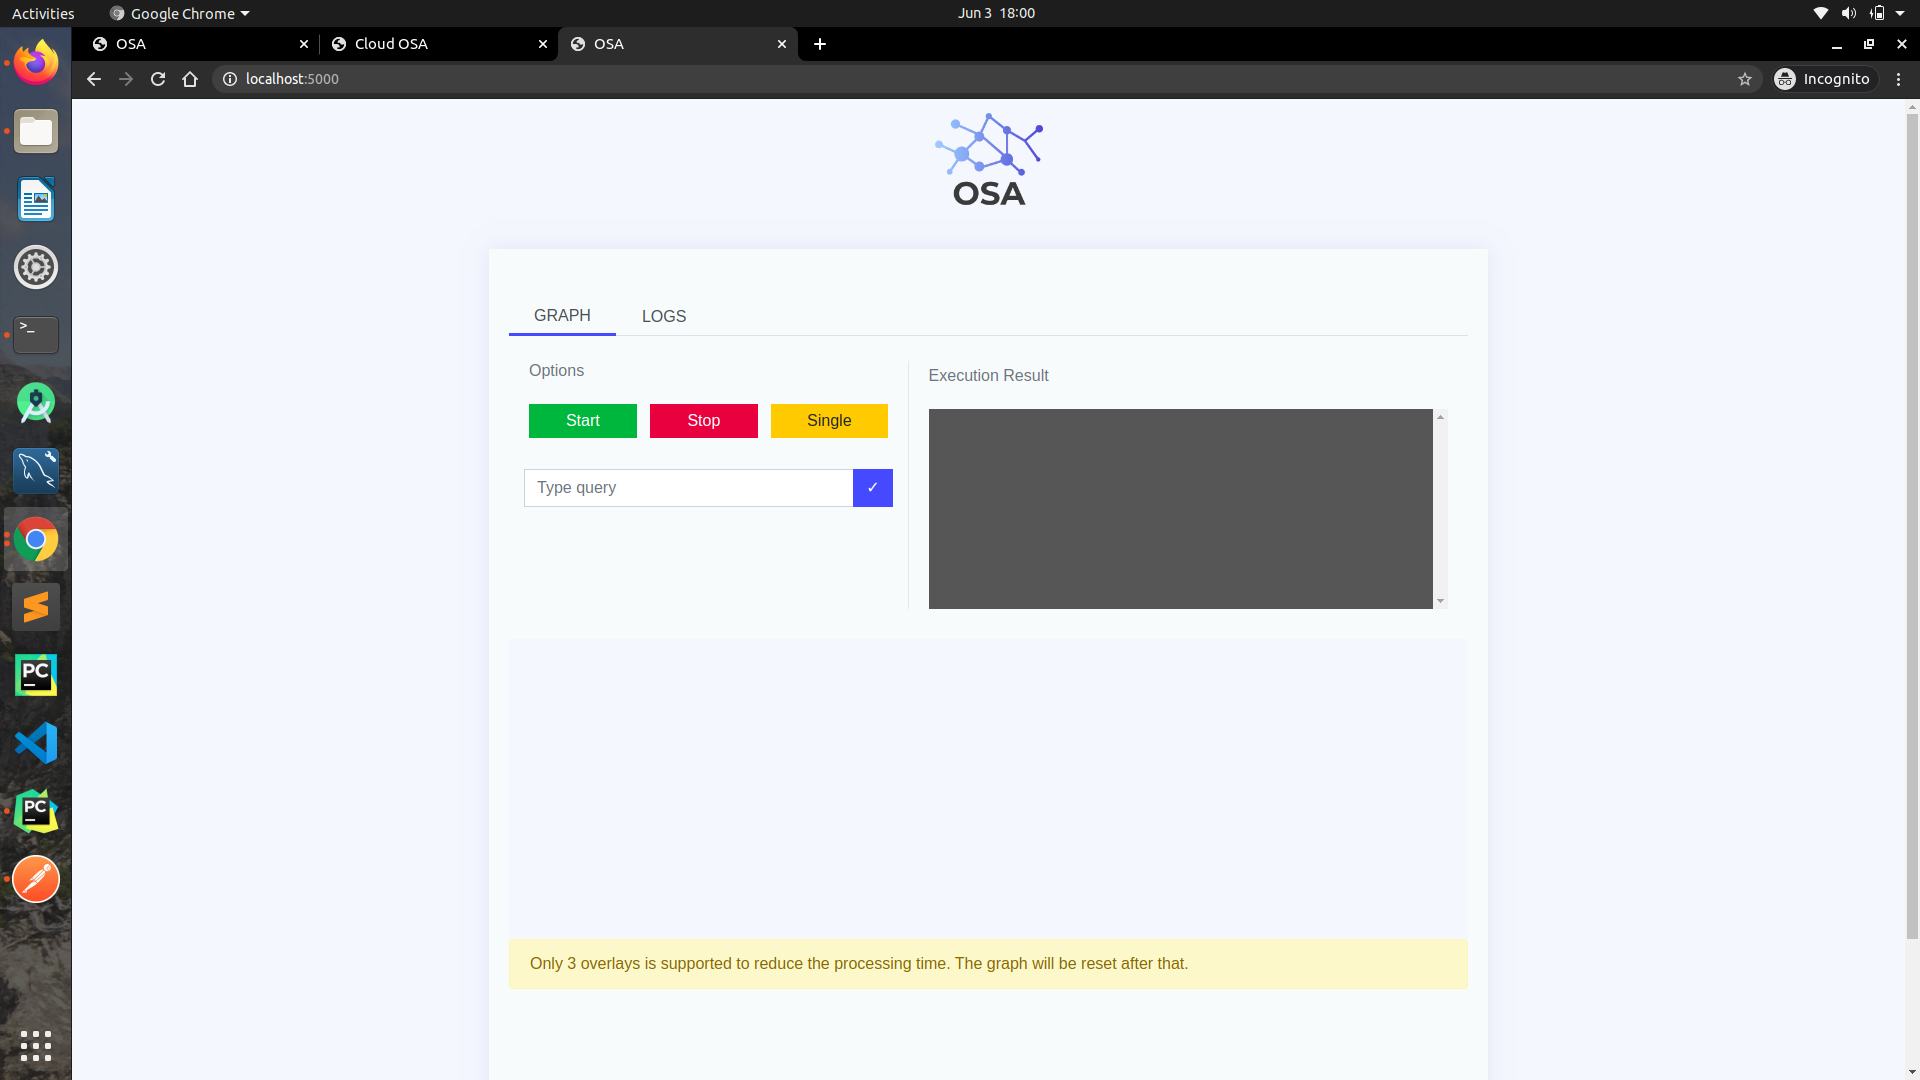 Activities
Google Chrome
Jun 3 18:00
OSA
Cloud OSA
OSA
localhost:5000
Incognito
OSA
GRAPH
LOGS
Options
Execution Result
Start
Stop
Single
Type query
✓
>_
PC
PC
Only 3 overlays is supported to reduce the processing time. The graph will be reset after that.